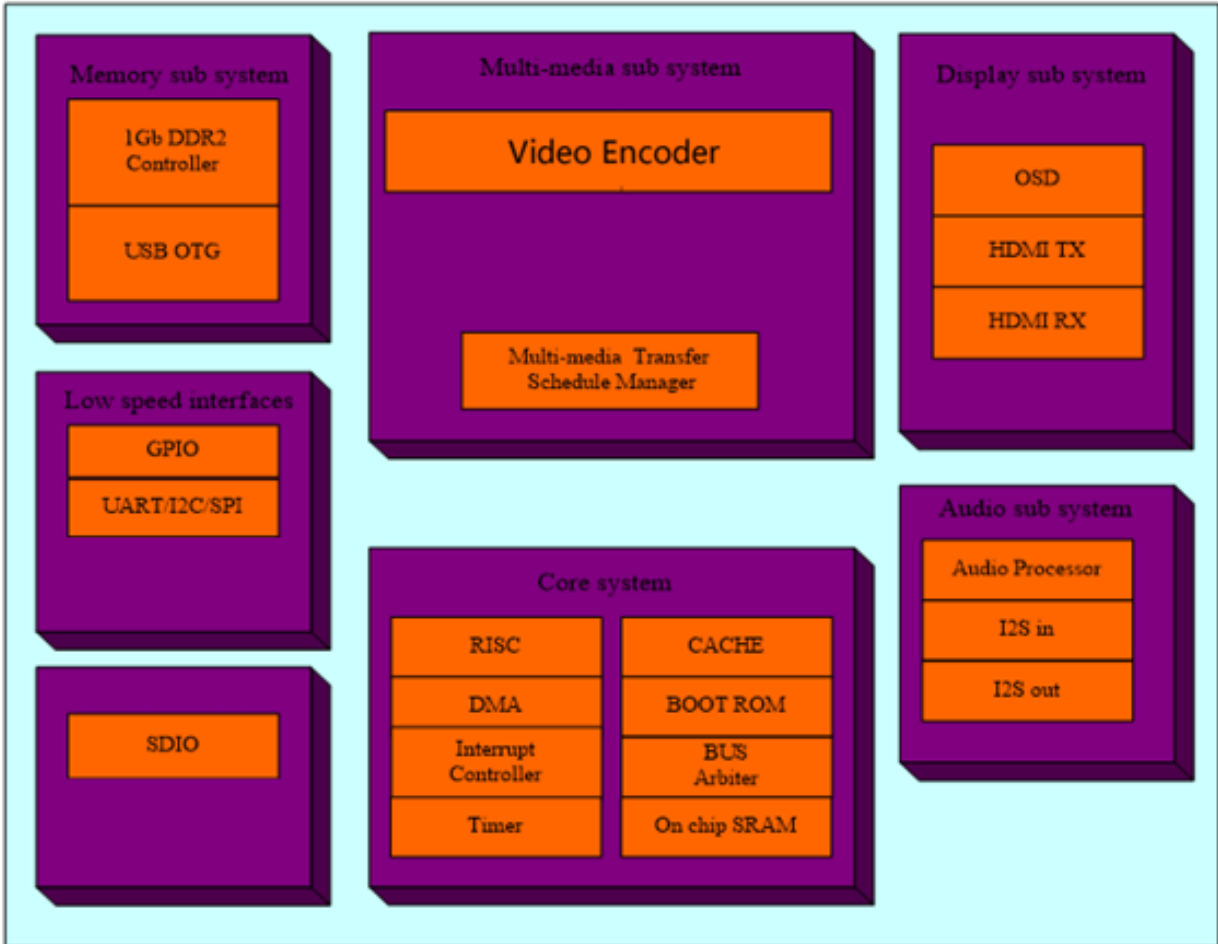 Memory sub system
1Gb DDR2
Controller
USB OTG
Multi-media sub system
Video Encoder
Multi-media Transfer
Schedule Manager
Display sub system
OSD
HDMI TX
HDMI RX
Low speed interfaces
GPIO
UART/I2C/SPI
Audio sub system
Audio Processor
I2S in
I2S out
Core system
RISC
DMA
Interrupt
Controller
Timer
CACHE
BOOT ROM
BUS
Arbiter
On chip SRAM
SDIO